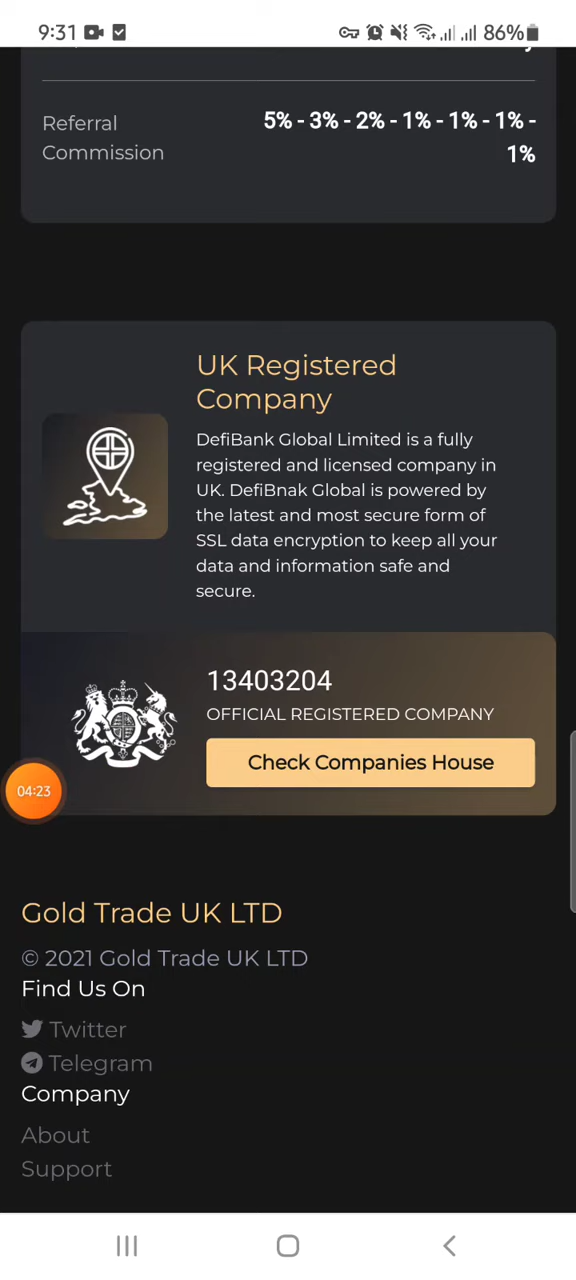 9:31 86%
Referral 5% - 3% - 2% - 1% - 1% - 1% -
Commission 1%
UK Registered
Company
DefiBank Global Limited is a fully
registered and licensed company in
UK. DefiBnak Global is powered by
the latest and most secure form of
SSL data encryption to keep all your
data and information safe and
secure.
13403204
OFFICIAL REGISTERED COMPANY
Check Companies House
04:23
Gold Trade UK LTD
© 2021 Gold Trade UK LTD
Find Us On
Twitter
Telegram
Company
About
Support